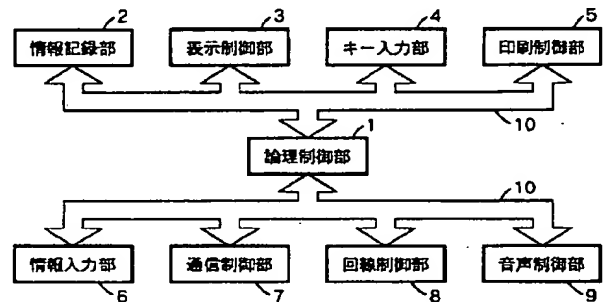 2 3 4 5
情報記録部 表示制御部 キー入力部 印刷制御部
10
1
論理制御部
10
情報入力部 通信制御部 回線制御部 音声制御部
6 7 8 9